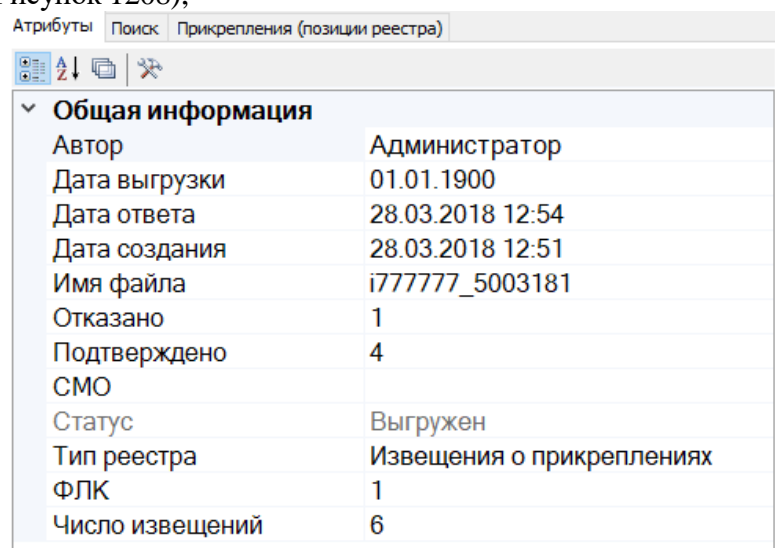 Рисунок 1208),
Атрибуты Поиск Прикрепления (позиции реестра)
Общая информация
Автор Администратор
Дата выгрузки 01.01.1900
Дата ответа 28.03.2018 12:54
Дата создания 28.03.2018 12:51
Имя файла i777777_5003181
Отказано 1
Подтверждено 4
СМО
Статус Выгружен
Тип реестра Извещения о прикреплениях
ФЛК 1
Число извещений 6